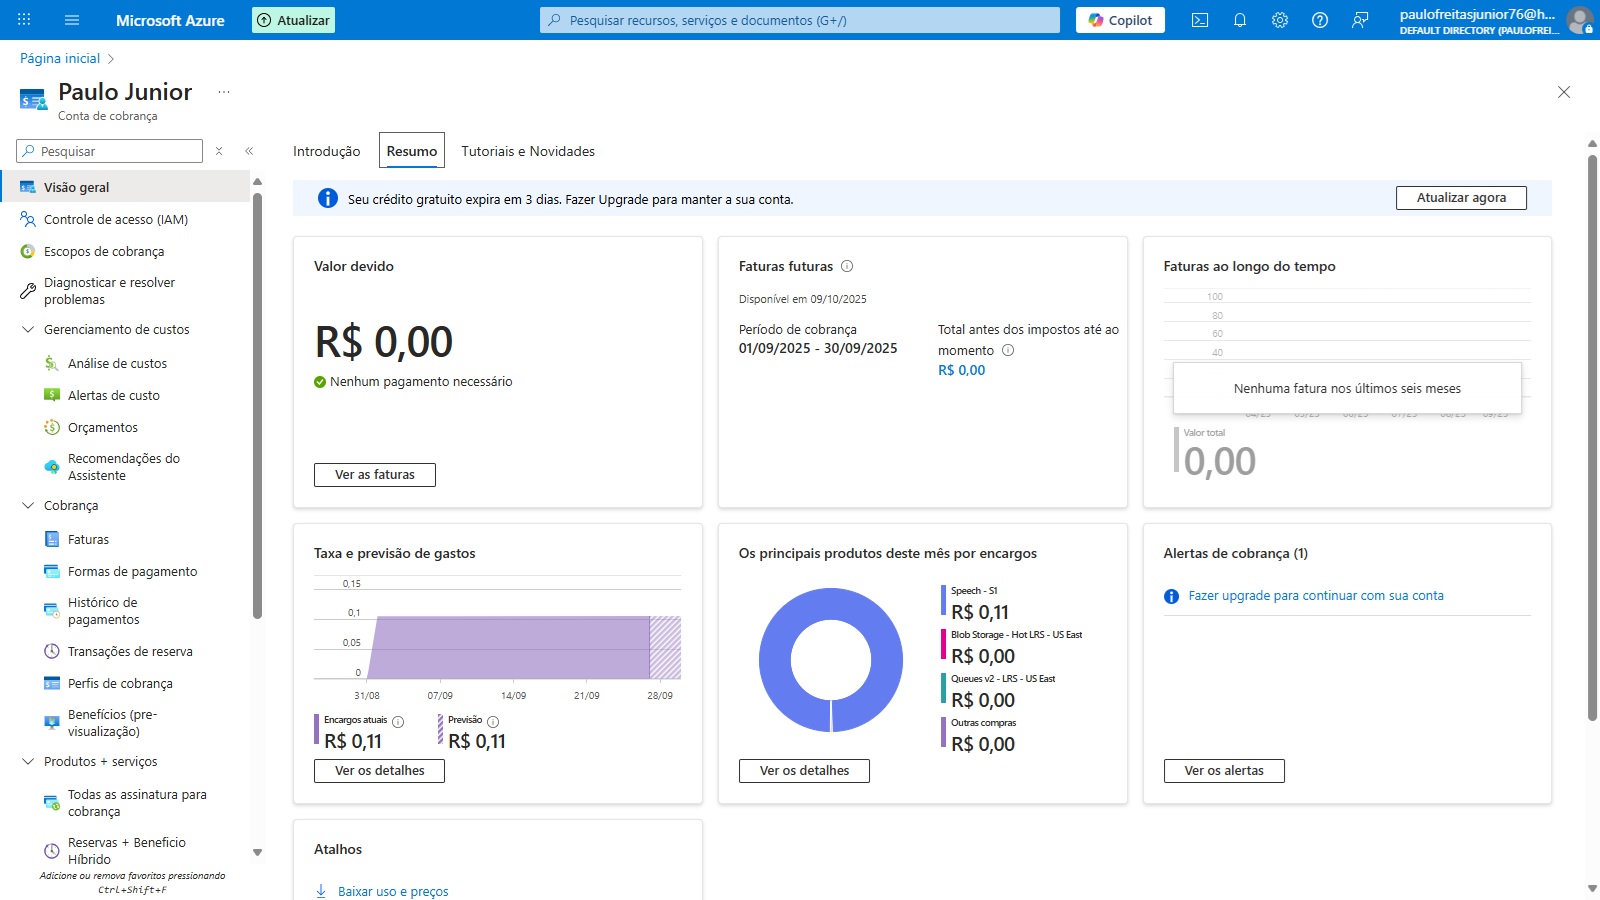 Microsoft Azure
Atualizar
Pesquisar recursos, serviços e documentos (G+/)
Copilot
paulofreitasjunior76@h...
DEFAULT DIRECTORY (PAULOFREI...
Página inicial
Paulo Junior
...
Conta de cobrança
Pesquisar
Visão geral
Controle de acesso (IAM)
Escopos de cobrança
Diagnosticar e resolver
problemas
Gerenciamento de custos
Análise de custos
Alertas de custo
Orçamentos
Recomendações do
Assistente
Cobrança
Faturas
Formas de pagamento
Histórico de
pagamentos
Transações de reserva
Perfis de cobrança
Benefícios (pre-
visualização)
Produtos + serviços
Todas as assinatura para
cobrança
Reservas + Benefício
Híbrido
Adicione ou remova favoritos pressionando
Ctrl+Shift+F
Introdução
Resumo
Tutoriais e Novidades
Seu crédito gratuito expira em 3 dias. Fazer Upgrade para manter a sua conta.
Atualizar agora
Valor devido
R$ 0,00
Nenhum pagamento necessário
Ver as faturas
Faturas futuras
Disponível em 09/10/2025
Período de cobrança
01/09/2025 - 30/09/2025
Total antes dos impostos até ao
momento
R$ 0,00
Faturas ao longo do tempo
100
80
60
40
Nenhuma fatura nos últimos seis meses
Valor total
0,00
Taxa e previsão de gastos
0,15
0,1
0,05
0
31/08 07/09 14/09 21/09 28/09
Encargos atuais
R$ 0,11
Previsão
R$ 0,11
Ver os detalhes
Os principais produtos deste mês por encargos
Speech - S1
R$ 0,11
Blob Storage - Hot LRS - US East
R$ 0,00
Queues v2 - LRS - US East
R$ 0,00
Outras compras
R$ 0,00
Ver os detalhes
Alertas de cobrança (1)
Fazer upgrade para continuar com sua conta
Ver os alertas
Atalhos
Baixar uso e preços